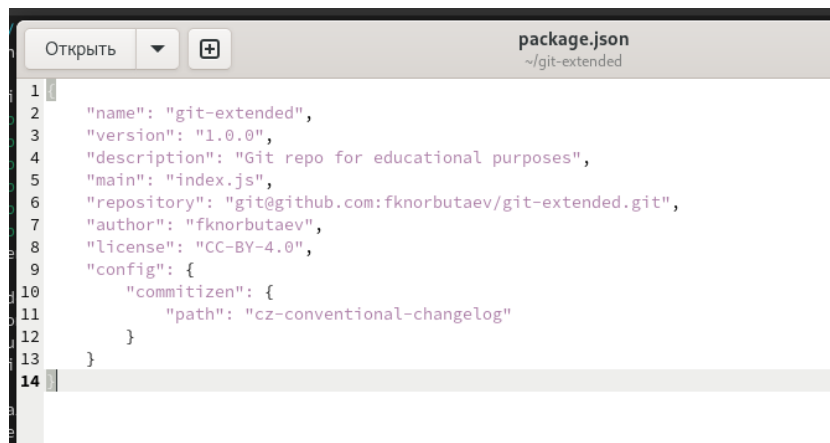 Открыть
package.json
~/git-extended
1 {
2     "name": "git-extended",
3     "version": "1.0.0",
4     "description": "Git repo for educational purposes",
5     "main": "index.js",
6     "repository": "git@github.com:fknorbutaev/git-extended.git",
7     "author": "fknorbutaev",
8     "license": "CC-BY-4.0",
9     "config": {
10         "commitizen": {
11             "path": "cz-conventional-changelog"
12         }
13     }
14 }